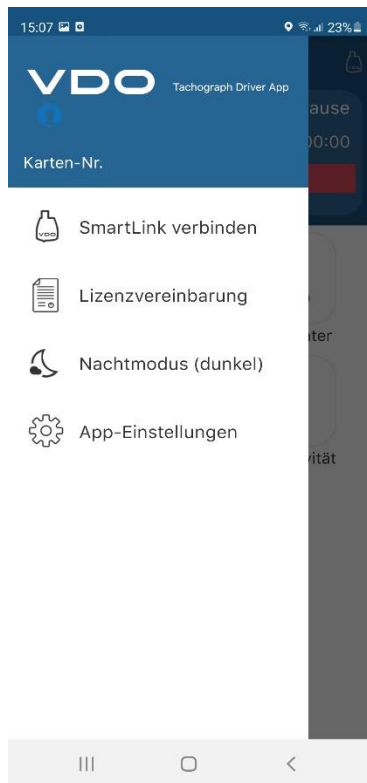 15:07 23%
VDO Tachograph Driver App
Karten-Nr.
VDO SmartLink verbinden
Lizenzvereinbarung
Nachtmodus (dunkel)
App-Einstellungen
ause
00:00
ter
vität